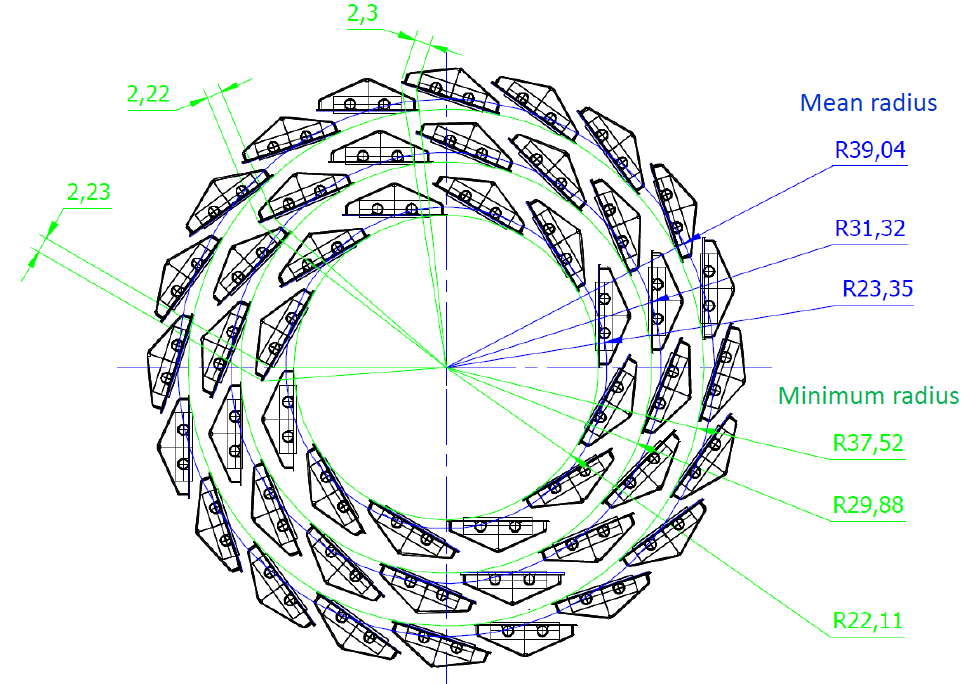 2,3
2,22
2,23
Mean radius
R39,04
R31,32
R23,35
Minimum radius
R37,52
R29,88
R22,11